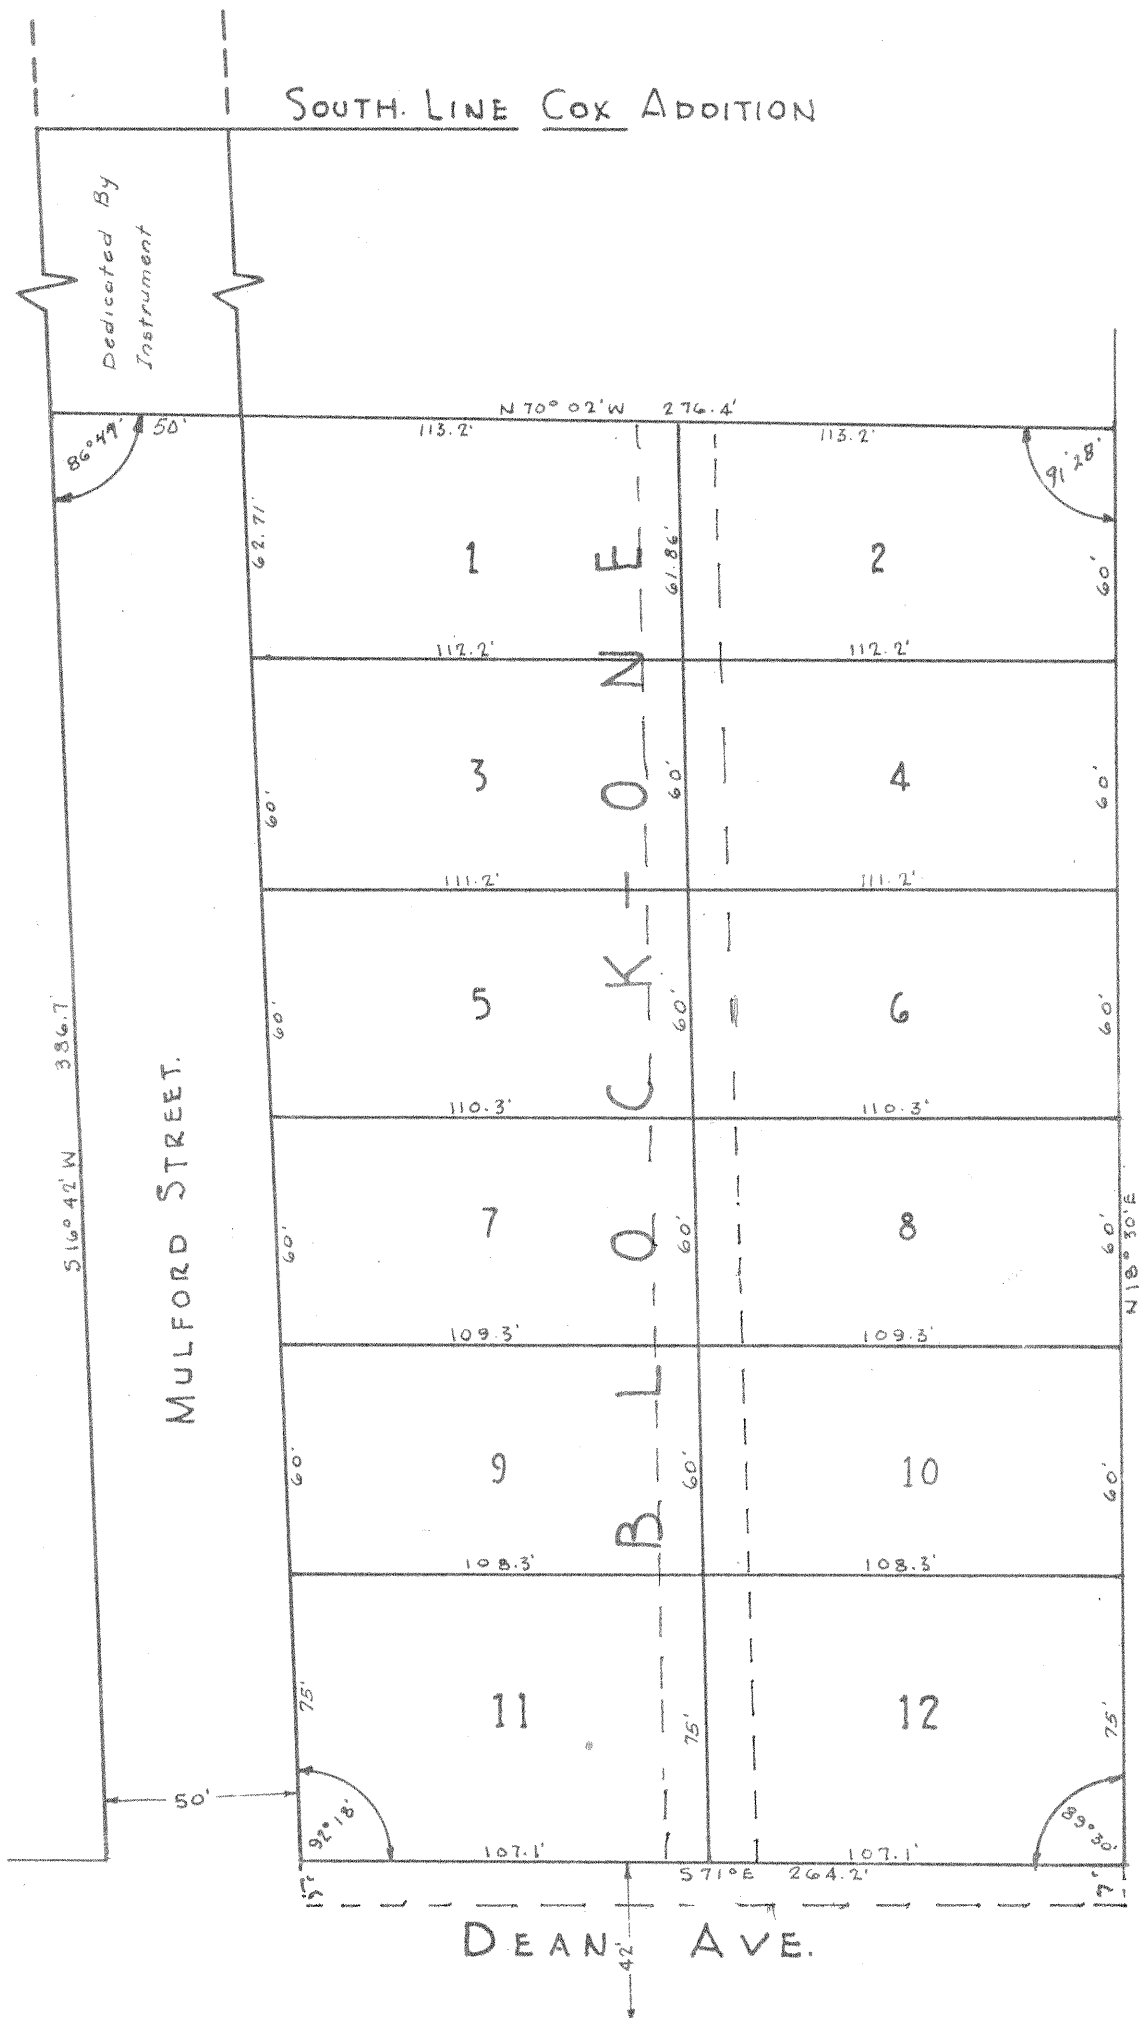 SOUTH. LINE COX ADDITION
Dedicated By
Instrument
N 70° 02' W 276.4'
86°49' 50' 113.2' 113.2' 91°28'
62.71' 1 61.86' 2 60'
112.2' 112.2'
60' 3 60' 4 60'
111.2' 111.2'
60' 5 60' 6 60'
110.3' 110.3'
60' 7 60' 8 60'
109.3' 109.3'
60' 9 60' 10 60'
108.3' 108.3'
75' 11 75' 12 75'
BLOCK - ONE
S16° 42' W 386.7'
MULFORD STREET.
N 18° 30' E
50' 92°18' 107.1' 107.1' 89°30'
S 71° E 264.2'
7'
42'
DEAN AVE.